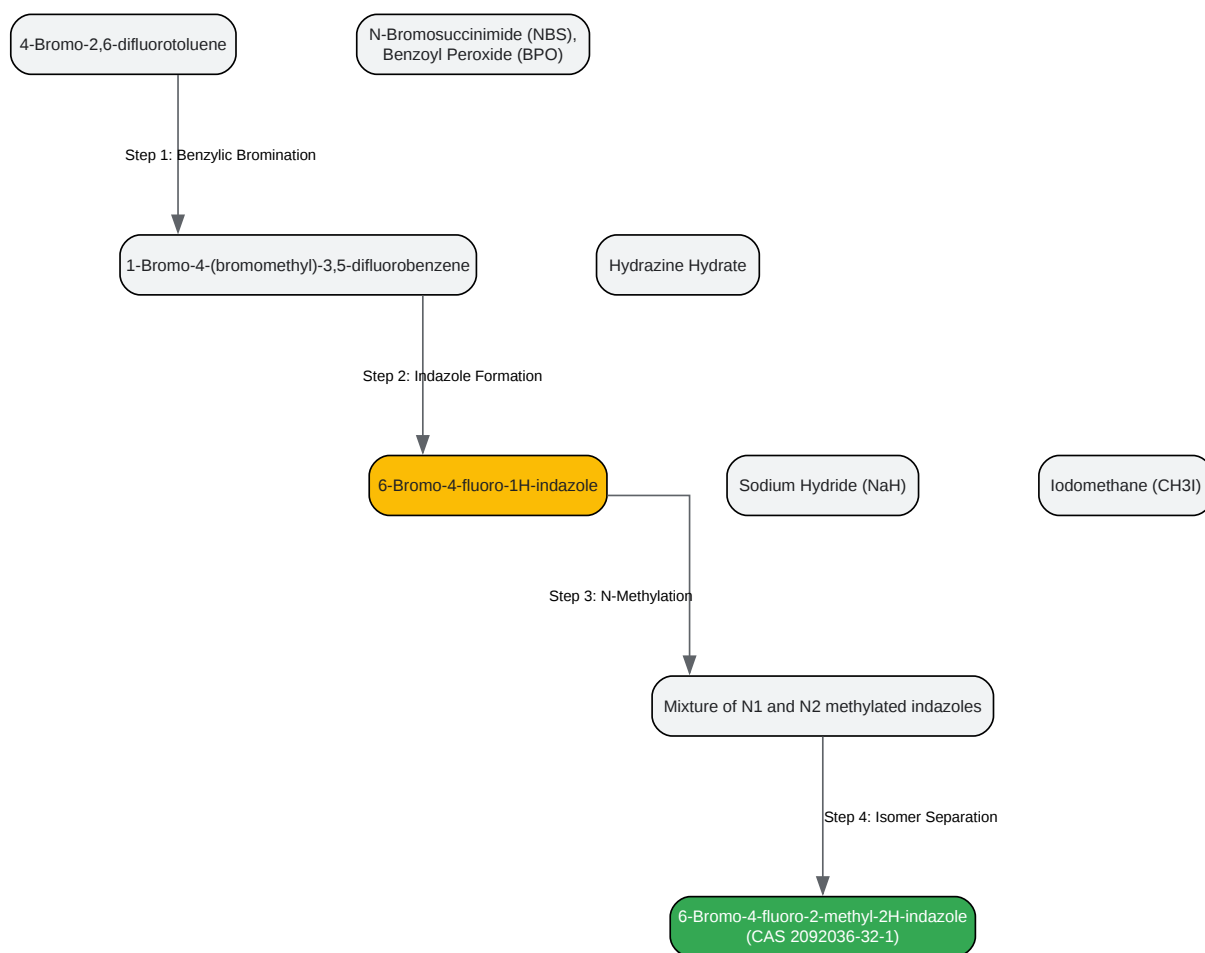 4-Bromo-2,6-difluorotoluene
N-Bromosuccinimide (NBS),
Benzoyl Peroxide (BPO)
Step 1: Benzylic Bromination
1-Bromo-4-(bromomethyl)-3,5-difluorobenzene
Hydrazine Hydrate
Step 2: Indazole Formation
6-Bromo-4-fluoro-1H-indazole
Sodium Hydride (NaH)
Iodomethane (CH3I)
Step 3: N-Methylation
Mixture of N1 and N2 methylated indazoles
Step 4: Isomer Separation
6-Bromo-4-fluoro-2-methyl-2H-indazole
(CAS 2092036-32-1)